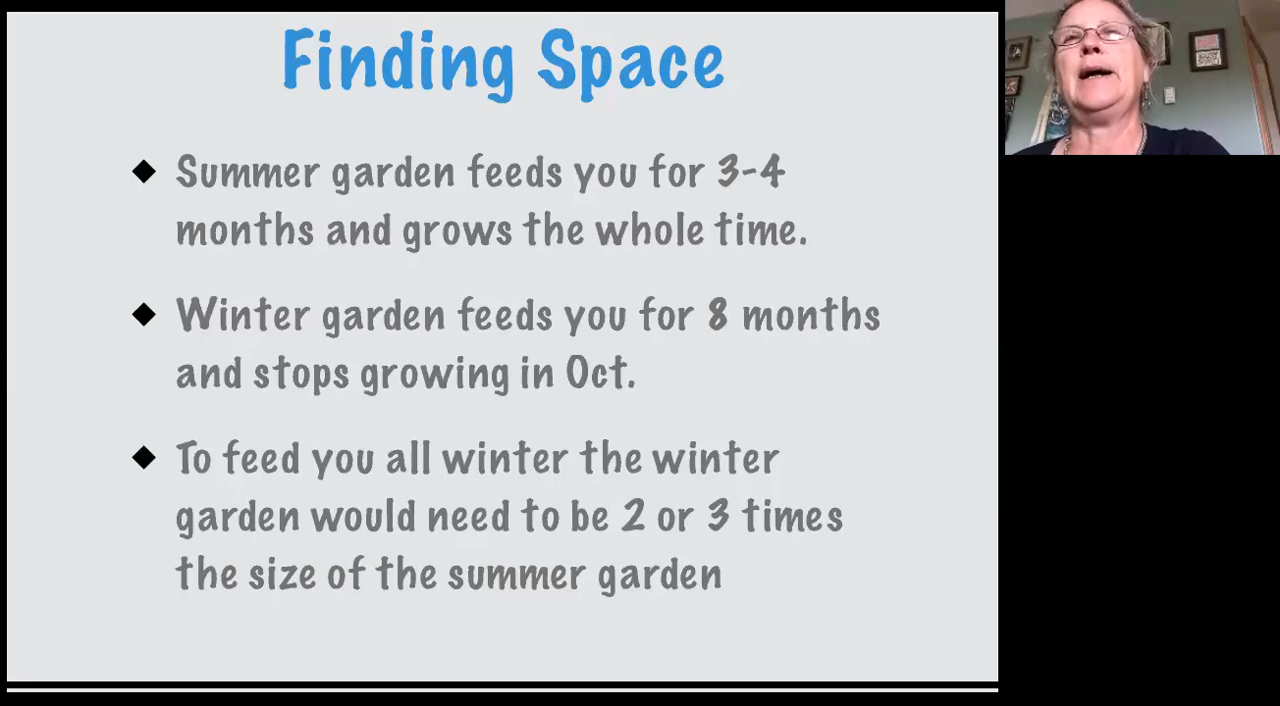 Finding Space
Summer garden feeds you for 3-4
months and grows the whole time.
Winter garden feeds you for 8 months
and stops growing in Oct.
To feed you all winter the winter
garden would need to be 2 or 3 times
the size of the summer garden